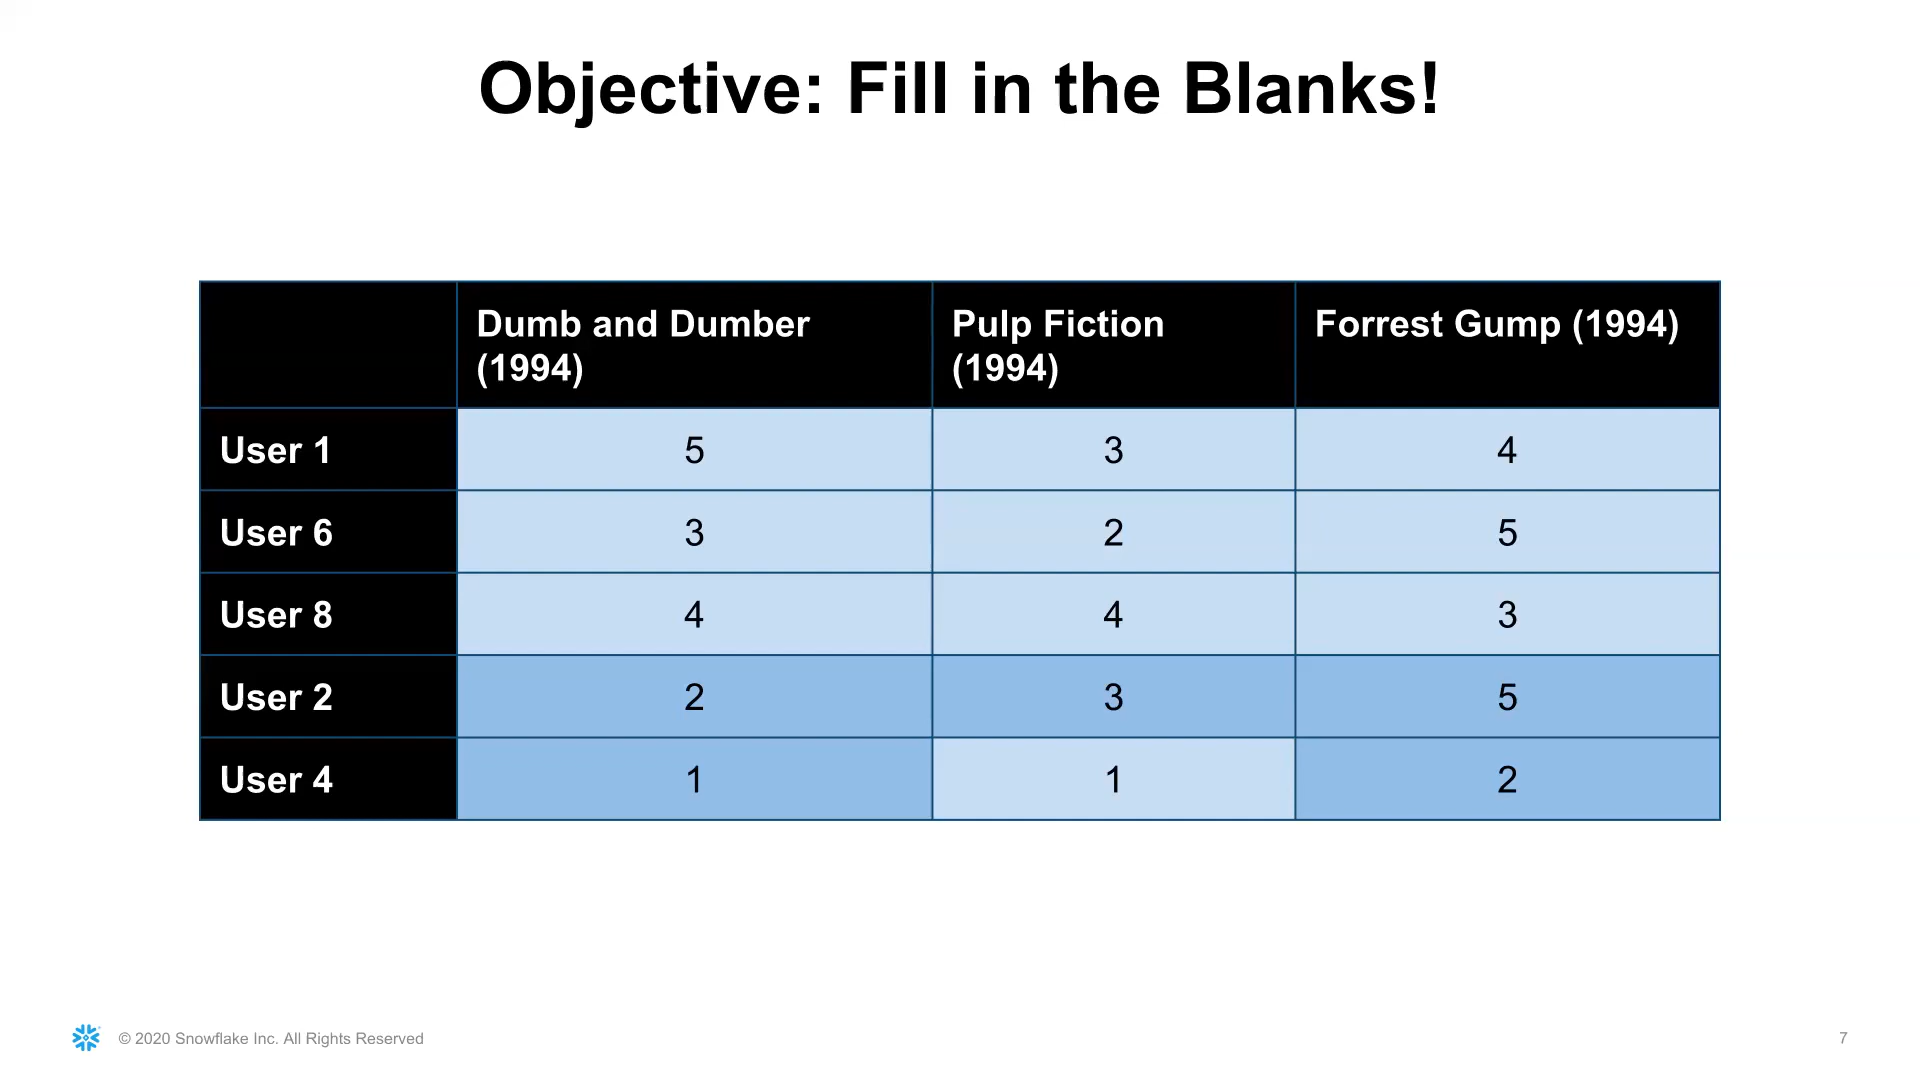 Objective: Fill in the Blanks!
Dumb and Dumber
(1994)
Pulp Fiction
(1994)
Forrest Gump (1994)
User 1 5 3 4
User 6 3 2 5
User 8 4 4 3
User 2 2 3 5
User 4 1 1 2
© 2020 Snowflake Inc. All Rights Reserved
7